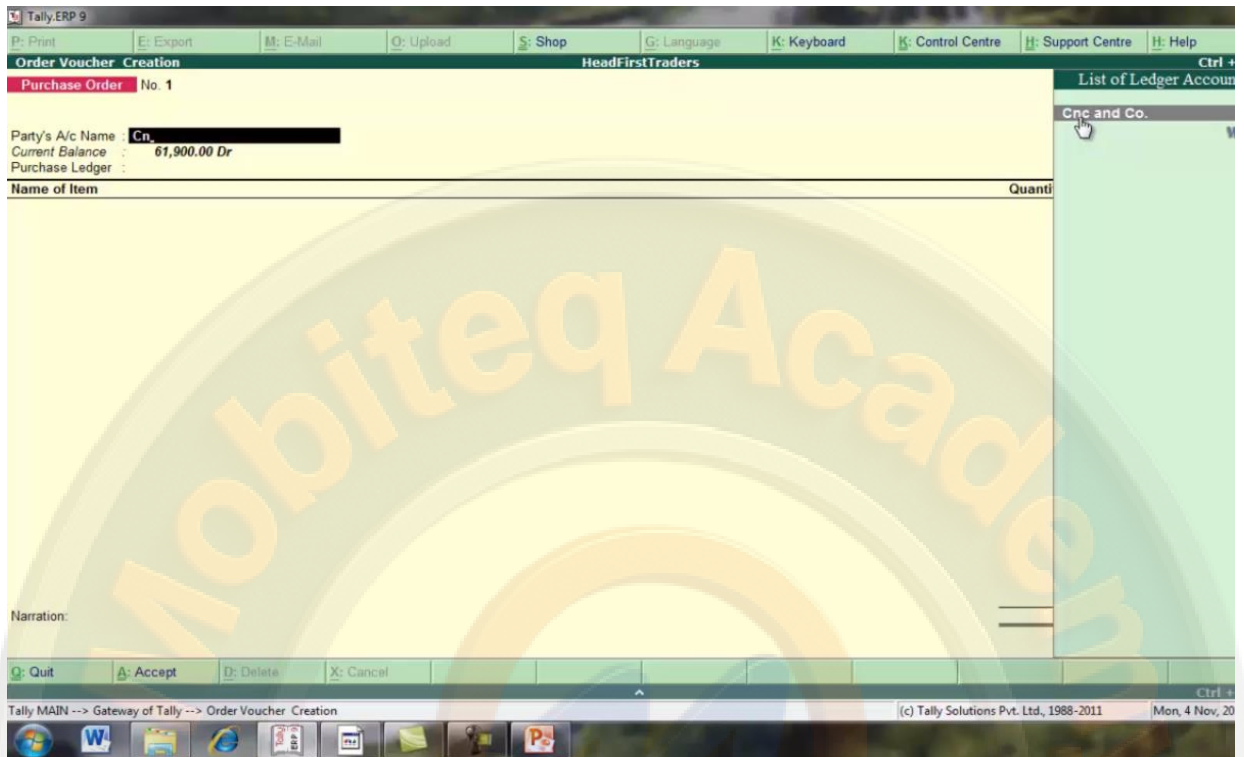 Tally.ERP 9
P: Print E: Export M: E-Mail O: Upload S: Shop G: Language K: Keyboard K: Control Centre H: Support Centre H: Help
Order Voucher Creation HeadFirstTraders Ctrl +
Purchase Order No. 1
List of Ledger Accoun
Cnc and Co.
Party's A/c Name : Cn
Current Balance : 61,900.00 Dr
Purchase Ledger :
Name of Item Quanti
Mobiteq Academ
Narration:
Q: Quit A: Accept D: Delete X: Cancel
Ctrl +
Tally MAIN --> Gateway of Tally --> Order Voucher Creation (c) Tally Solutions Pvt. Ltd., 1988-2011 Mon, 4 Nov, 20